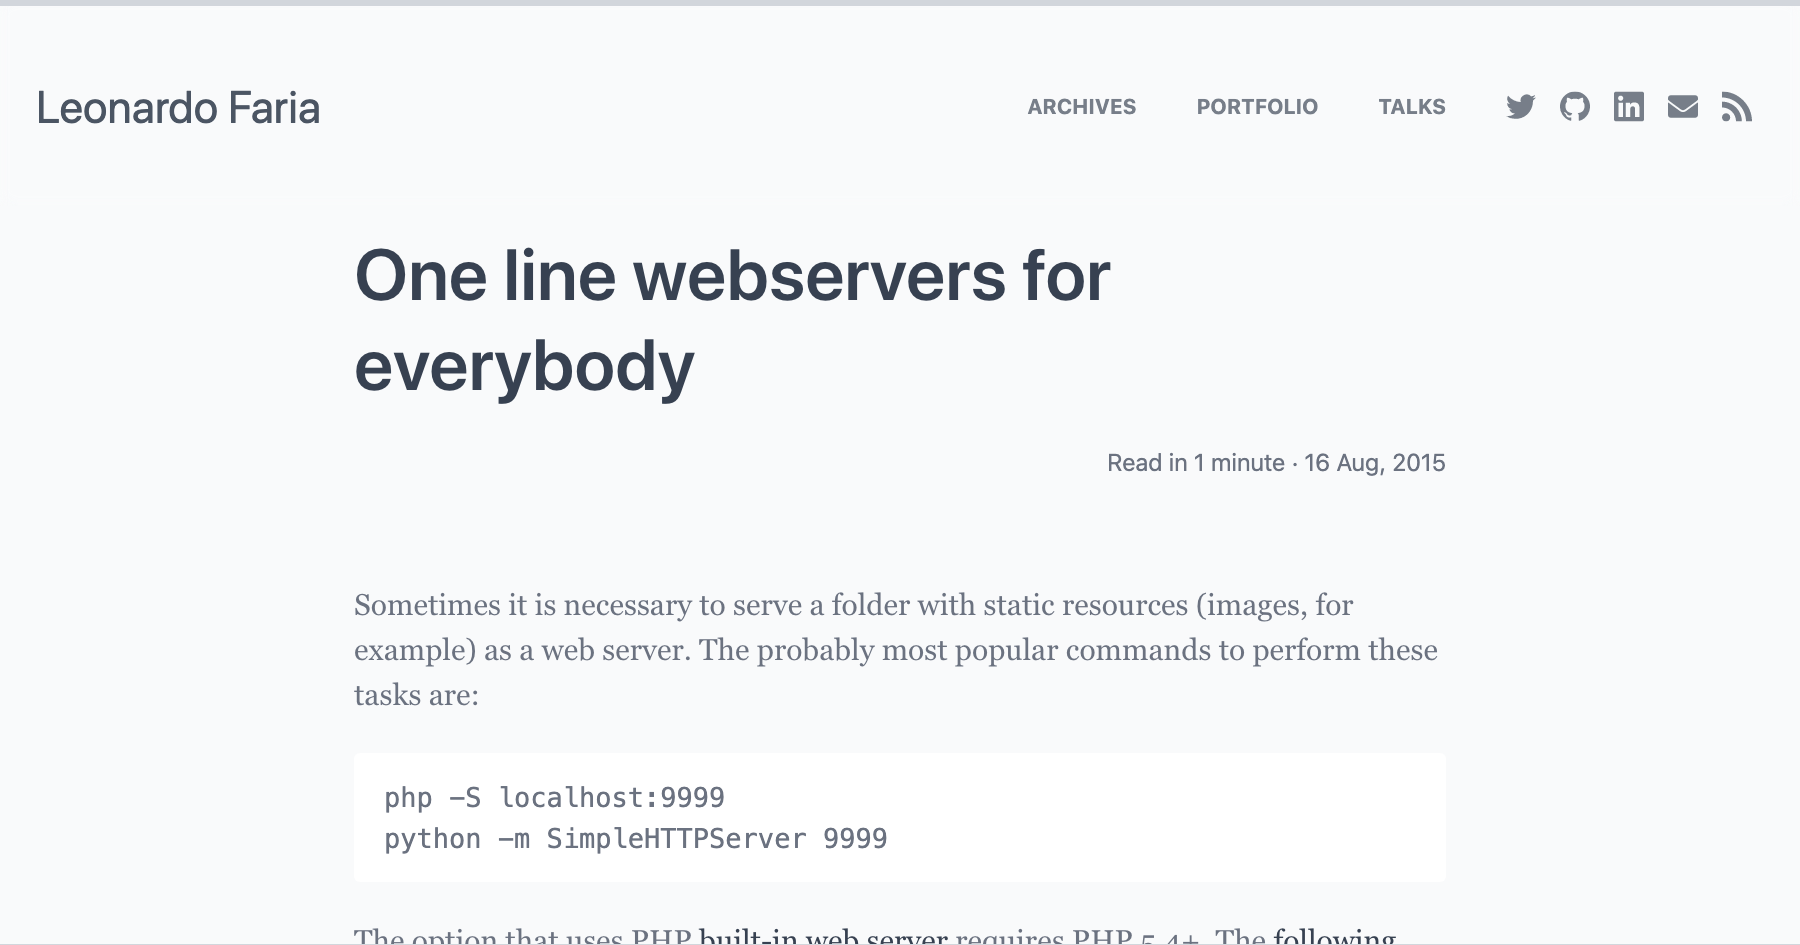 Leonardo Faria
ARCHIVES PORTFOLIO TALKS
One line webservers for
everybody
Read in 1 minute · 16 Aug, 2015
Sometimes it is necessary to serve a folder with static resources (images, for
example) as a web server. The probably most popular commands to perform these
tasks are:
php -S localhost:9999
python -m SimpleHTTPServer 9999
The option that uses PHP built-in web server requires PHP 5.4+. The following